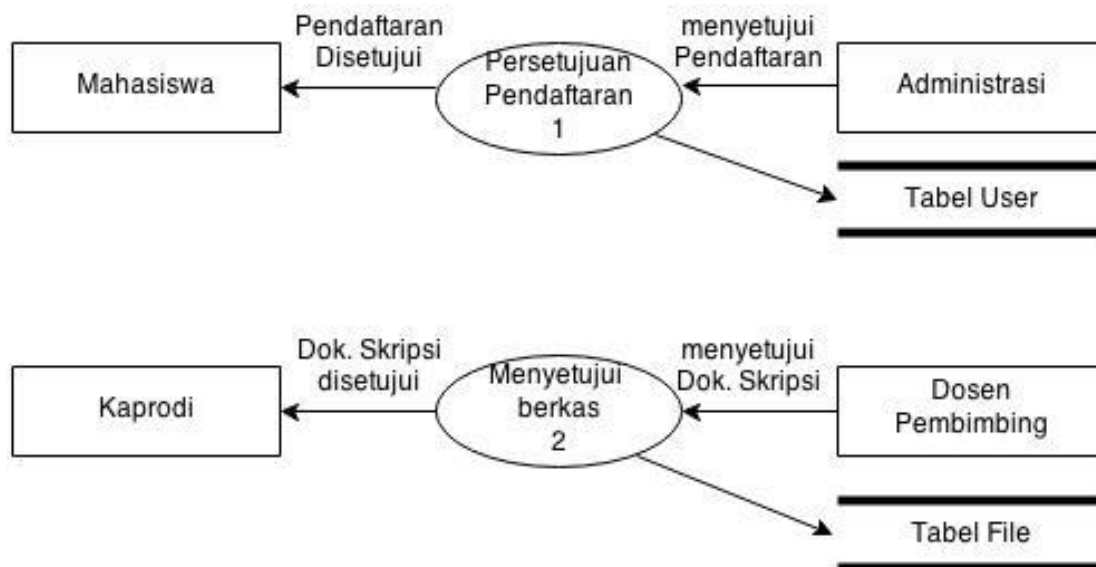 Mahasiswa
Pendaftaran
Disetujui
Persetujuan
Pendaftaran
1
menyetujui
Pendaftaran
Administrasi
Tabel User
Kaprodi
Dok. Skripsi
disetujui
Menyetujui
berkas
2
menyetujui
Dok. Skripsi
Dosen
Pembimbing
Tabel File